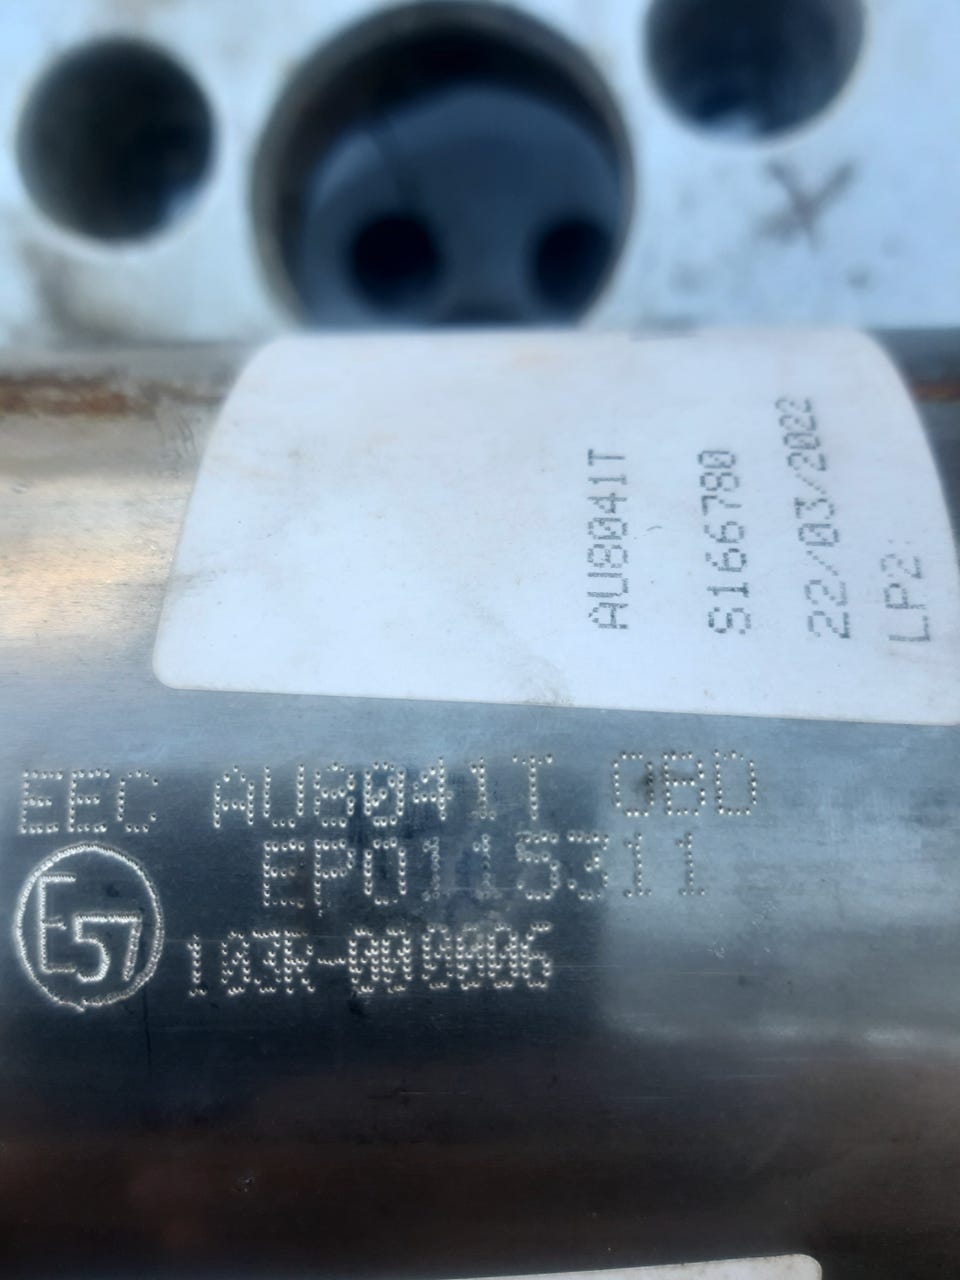 AU8041T
S166780
22/03/2022
LP2:
EEC AU8041T OBD
EP0115311
E57
103R-000006